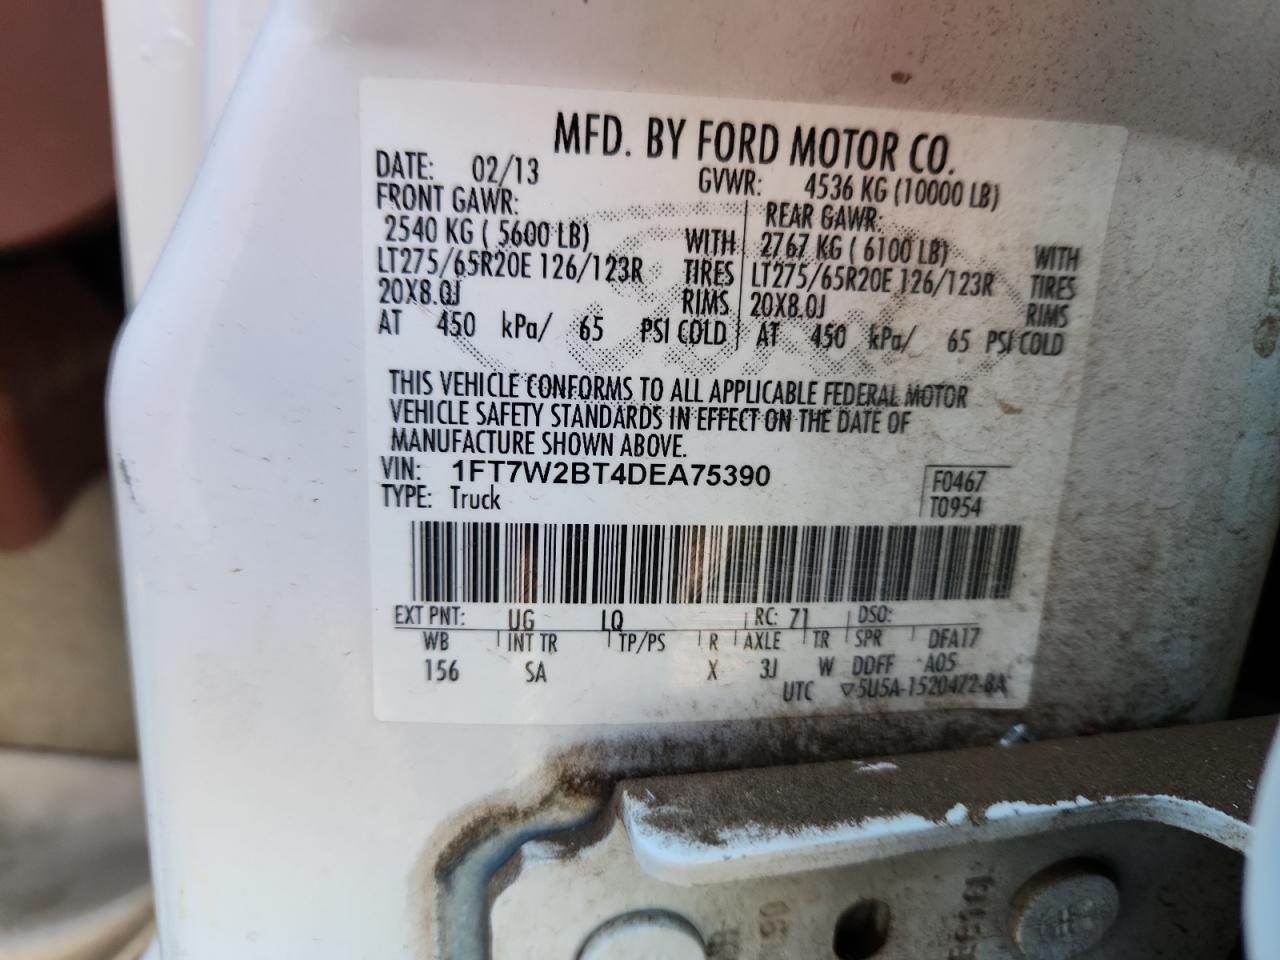 MFD. BY FORD MOTOR CO.
DATE: 02/13 GVWR: 4536 KG (10000 LB)
FRONT GAWR: REAR GAWR:
2540 KG ( 5600 LB) WITH 2767 KG ( 6100 LB) WITH
LT275/65R20E 126/123R TIRES LT275/65R20E 126/123R TIRES
20X8.0J RIMS 20X8.0J RIMS
AT 450 kPa/ 65 PSI COLD AT 450 kPa/ 65 PSI COLD
THIS VEHICLE CONFORMS TO ALL APPLICABLE FEDERAL MOTOR
VEHICLE SAFETY STANDARDS IN EFFECT ON THE DATE OF
MANUFACTURE SHOWN ABOVE.
VIN: 1FT7W2BT4DEA75390 F0467
TYPE: Truck T0954
EXT PNT: UG LQ RC: 71 DSO:
WB INT TR TP/PS R AXLE TR SPR DFA17
156 SA X 3J W DDFF A05
UTC ▽5U5A-1520472-BA